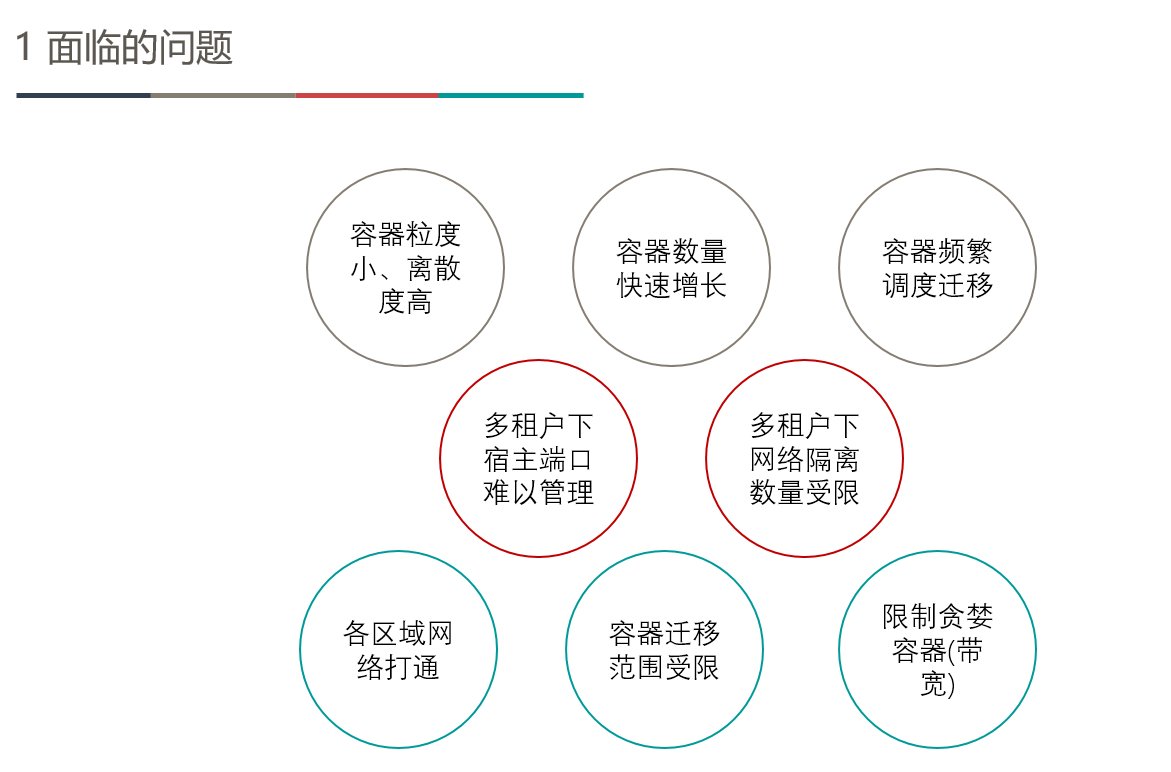 1 面临的问题
容器粒度
小、离散
度高
容器数量
快速增长
容器频繁
调度迁移
多租户下
宿主端口
难以管理
多租户下
网络隔离
数量受限
各区域网
络打通
容器迁移
范围受限
限制贪婪
容器(带
宽)